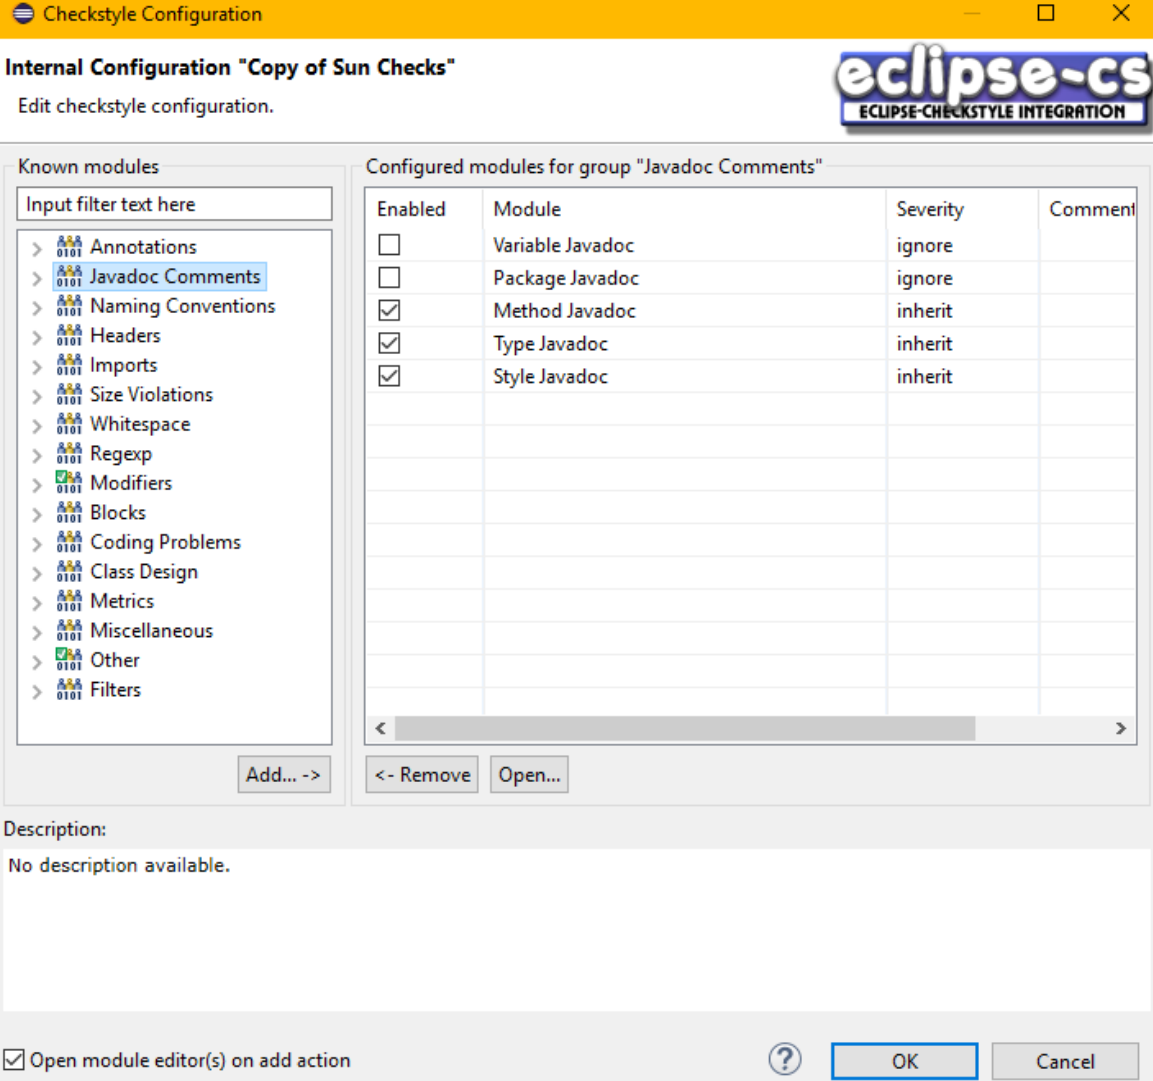 Checkstyle Configuration
Internal Configuration "Copy of Sun Checks"
Edit checkstyle configuration.
eclipse-cs
ECLIPSE-CHECKSTYLE INTEGRATION
Known modules
Input filter text here
Annotations
Javadoc Comments
Naming Conventions
Headers
Imports
Size Violations
Whitespace
Regexp
Modifiers
Blocks
Coding Problems
Class Design
Metrics
Miscellaneous
Other
Filters
Add... ->
Configured modules for group "Javadoc Comments"
Enabled Module Severity Comment
Variable Javadoc ignore
Package Javadoc ignore
Method Javadoc inherit
Type Javadoc inherit
Style Javadoc inherit
<- Remove Open...
Description:
No description available.
Open module editor(s) on add action
? OK Cancel